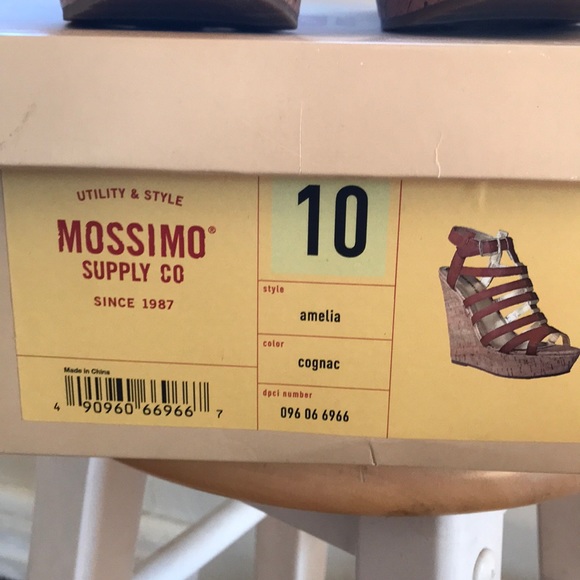 UTILITY & STYLE
MOSSIMO®
SUPPLY CO
SINCE 1987
Made in China
4 90960 66966 7
10
style
amelia
color
cognac
dpci number
096 06 6966